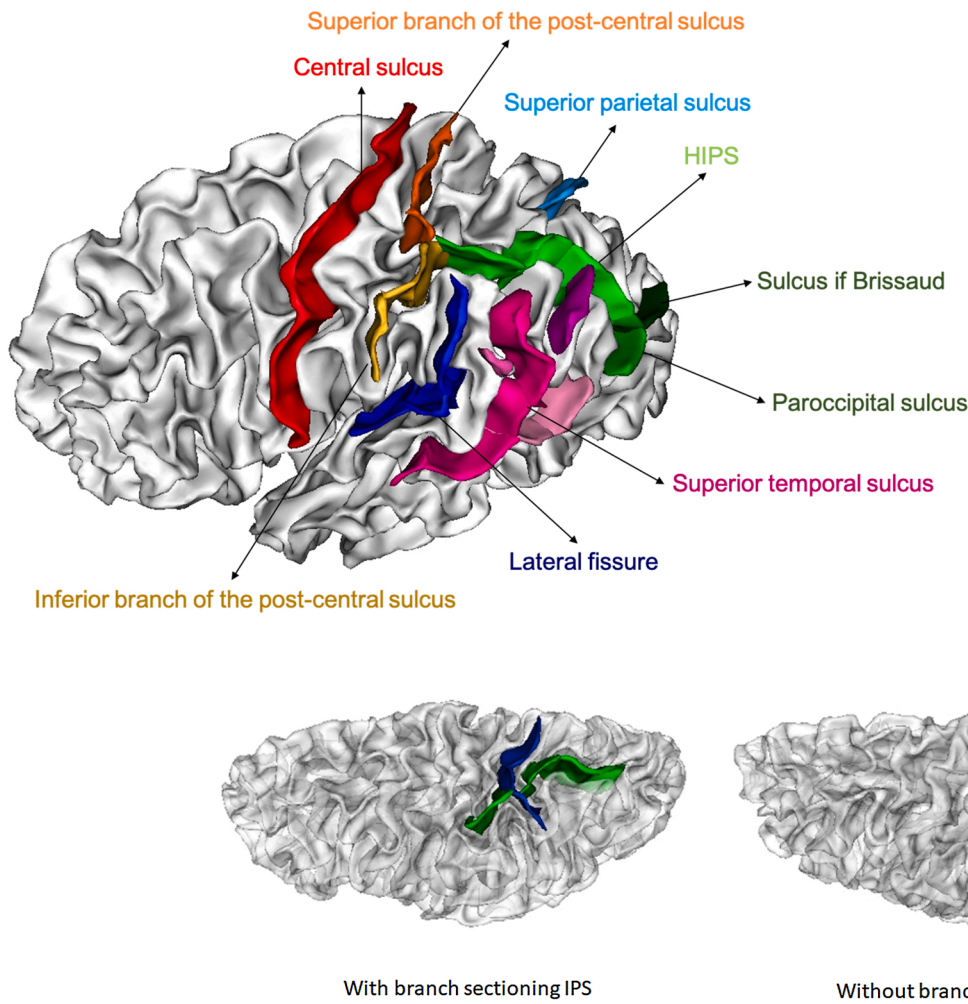 Superior branch of the post-central sulcus
Central sulcus
Superior parietal sulcus
HIPS
Sulcus if Brissaud
Paroccipital sulcus
Superior temporal sulcus
Lateral fissure
Inferior branch of the post-central sulcus
With branch sectioning IPS
Without